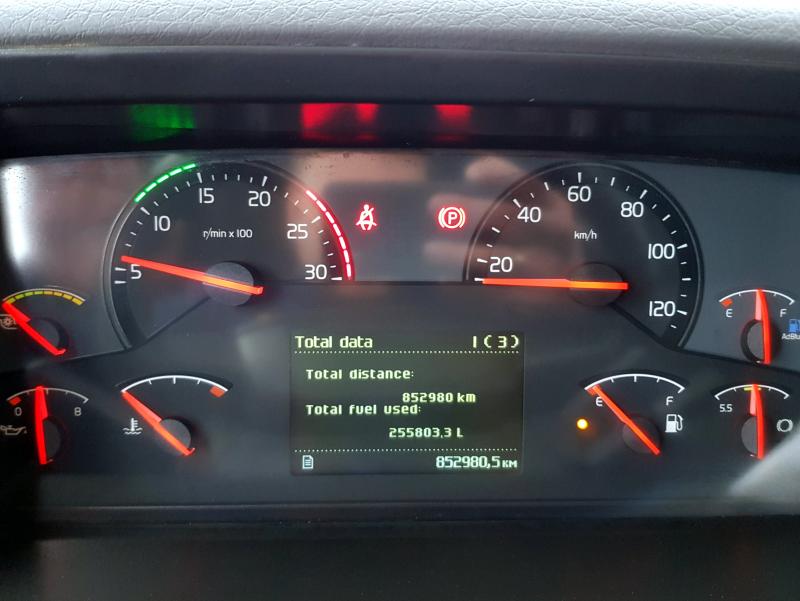 5
10
15
20
25
30
r/min x 100
20
40
60
80
100
120
km/h
P
Total data 1(3)
Total distance:
852980 km
Total fuel used:
255803.3 L
852980,5 KM
0 8
E F
E F
AdBlu
5.5